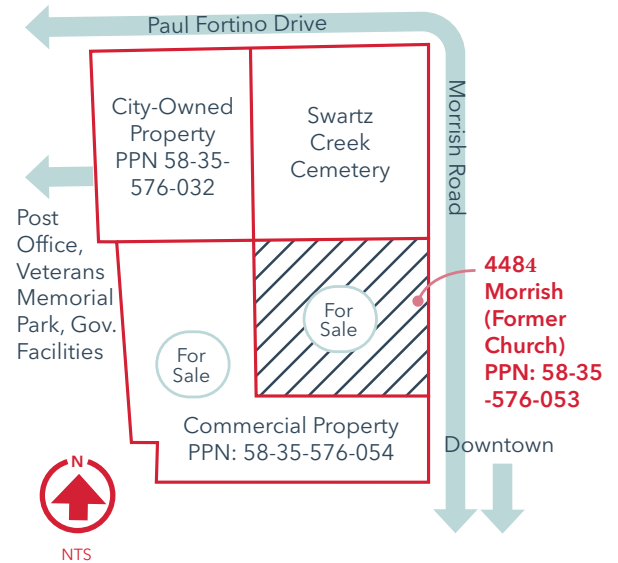 Paul Fortino Drive
City-Owned
Property
PPN 58-35-
576-032
Swartz
Creek
Cemetery
Morrish Road
Post
Office,
Veterans
Memorial
Park, Gov.
Facilities
For
Sale
For
Sale
4484
Morrish
(Former
Church)
PPN: 58-35
-576-053
Commercial Property
PPN: 58-35-576-054
Downtown
N
NTS